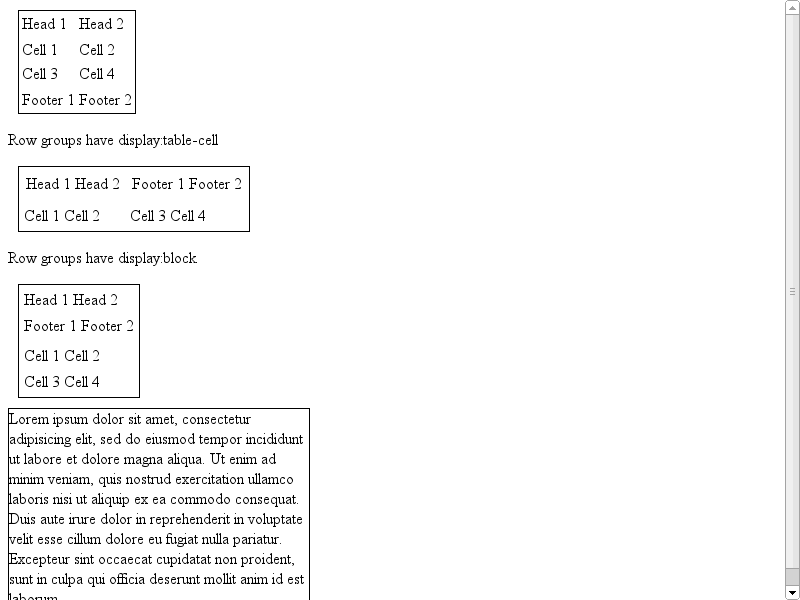 Head 1 Head 2
Cell 1 Cell 2
Cell 3 Cell 4
Footer 1 Footer 2
Row groups have display:table-cell
Head 1 Head 2 Footer 1 Footer 2
Cell 1 Cell 2 Cell 3 Cell 4
Row groups have display:block
Head 1 Head 2
Footer 1 Footer 2
Cell 1 Cell 2
Cell 3 Cell 4
Lorem ipsum dolor sit amet, consectetur
adipisicing elit, sed do eiusmod tempor incididunt
ut labore et dolore magna aliqua. Ut enim ad
minim veniam, quis nostrud exercitation ullamco
laboris nisi ut aliquip ex ea commodo consequat.
Duis aute irure dolor in reprehenderit in voluptate
velit esse cillum dolore eu fugiat nulla pariatur.
Excepteur sint occaecat cupidatat non proident,
sunt in culpa qui officia deserunt mollit anim id est
laborum.